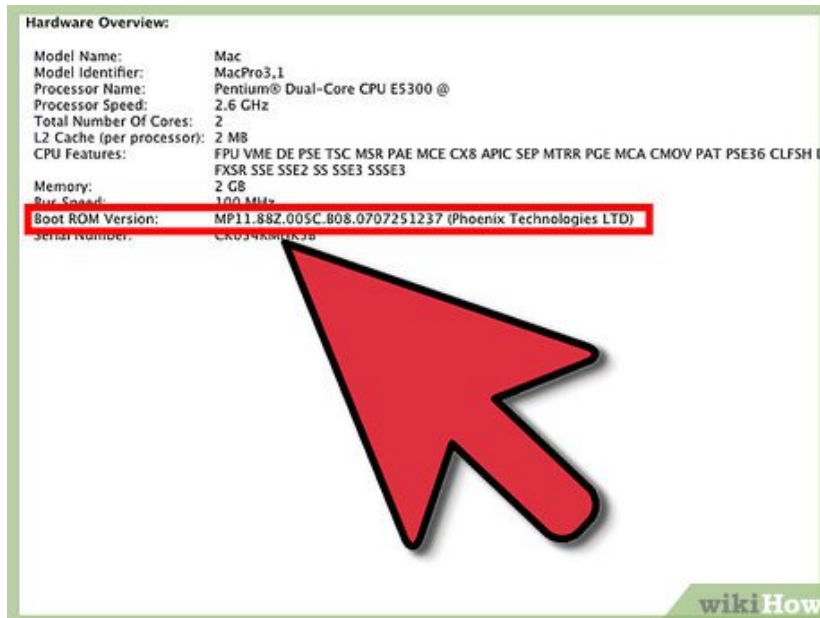 Hardware Overview:
Model Name: Mac
Model Identifier: MacPro3,1
Processor Name: Pentium® Dual-Core CPU E5300 @
Processor Speed: 2.6 GHz
Total Number Of Cores: 2
L2 Cache (per processor): 2 MB
CPU Features: FPU VME DE PSE TSC MSR PAE MCE CX8 APIC SEP MTRR PGE MCA CMOV PAT PSE36 CLFSH
FXSR SSE SSE2 SS SSE3 SSSE3
Memory: 2 GB
Bus Speed: 100 MHz
Boot ROM Version: MP11.88Z.005C.B08.0707251237 (Phoenix Technologies LTD)
Serial Number:
wikiHow